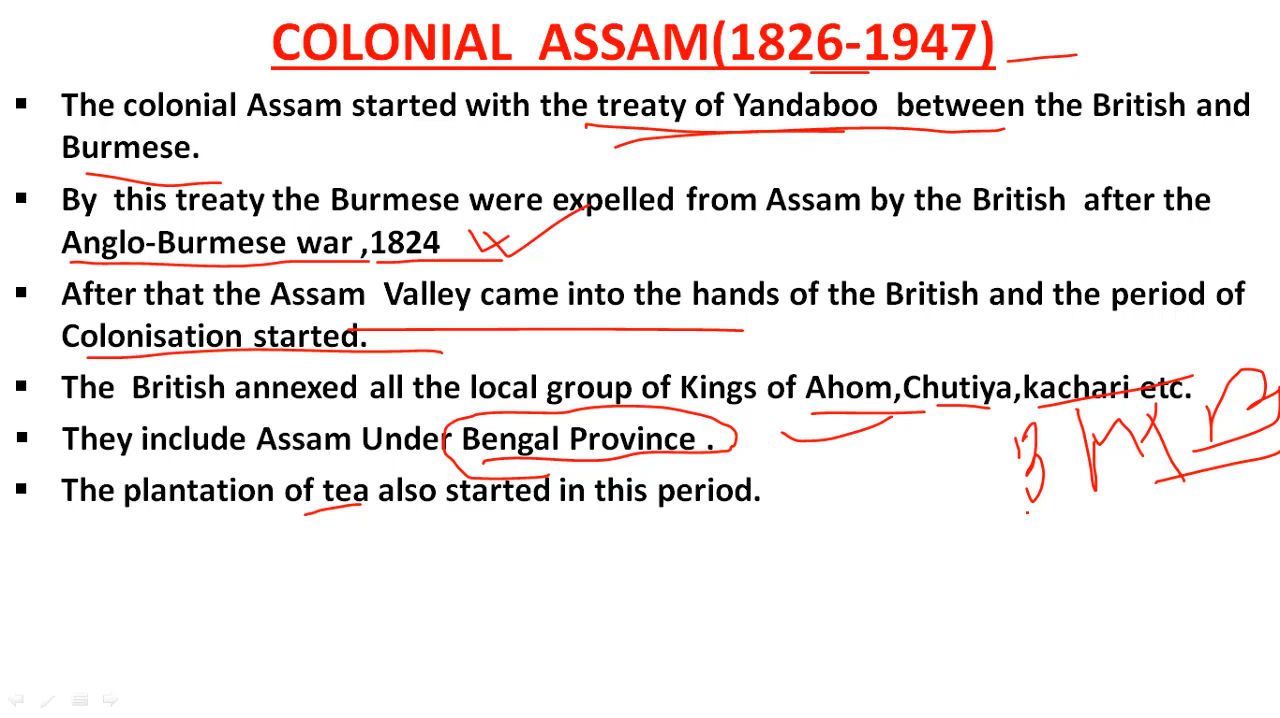 COLONIAL ASSAM(1826-1947)
▪ The colonial Assam started with the treaty of Yandaboo between the British and
Burmese.
▪ By this treaty the Burmese were expelled from Assam by the British after the
Anglo-Burmese war ,1824
▪ After that the Assam Valley came into the hands of the British and the period of
Colonisation started.
▪ The British annexed all the local group of Kings of Ahom,Chutiya,kachari etc.
▪ They include Assam Under Bengal Province .
▪ The plantation of tea also started in this period.